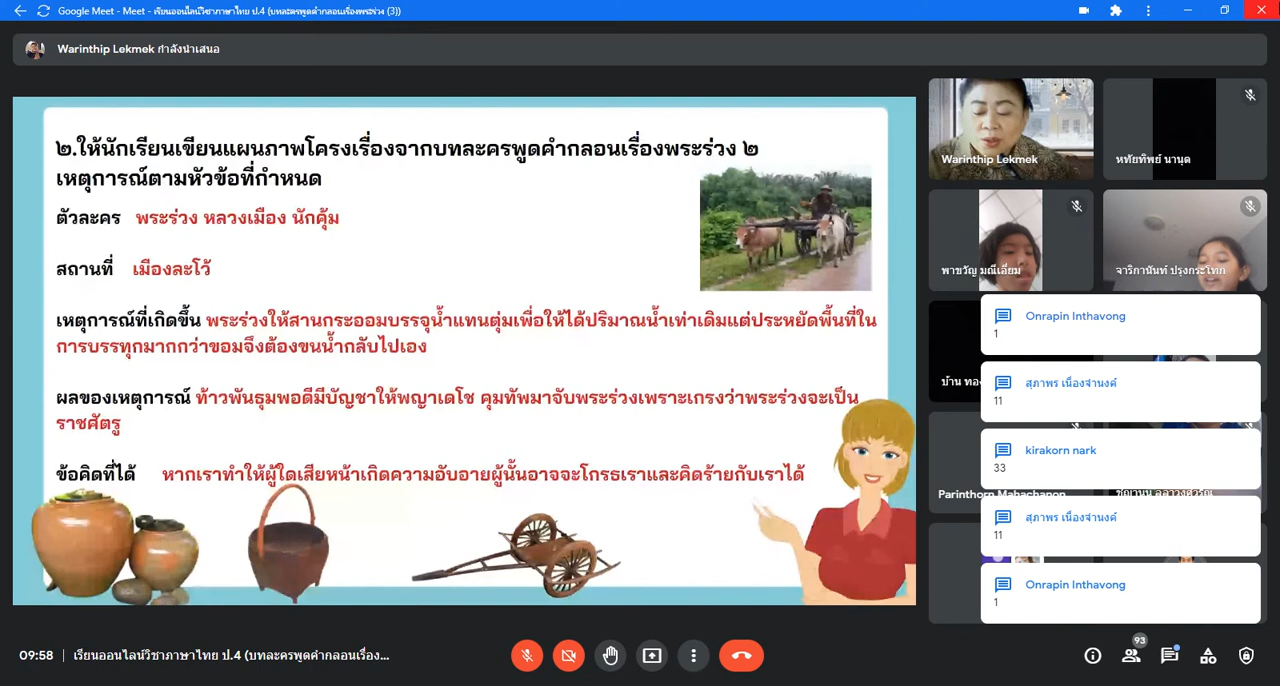 Google Meet - Meet - เรียนออนไลน์วิชาภาษาไทย ป.4 (บทละครพูดคำกลอนเรื่องพระร่วง (3))
Warinthip Lekmek กำลังนำเสนอ
๒.ให้นักเรียนเขียนแผนภาพโครงเรื่องจากบทละครพูดคำกลอนเรื่องพระร่วง ๒
เหตุการณ์ตามหัวข้อที่กำหนด
ตัวละคร พระร่วง หลวงเมือง นักคุ้ม
สถานที่ เมืองละโว้
เหตุการณ์ที่เกิดขึ้น พระร่วงให้สานกระออมบรรจุน้ำแทนตุ่มเพื่อให้ได้ปริมาณน้ำเท่าเดิมแต่ประหยัดพื้นที่ใน
การบรรทุกมากกว่าขอมจึงต้องขนน้ำกลับไปเอง
ผลของเหตุการณ์ ท้าวพันธุมพอดีมีบัญชาให้พญาเดโช คุมทัพมาจับพระร่วงเพราะเกรงว่าพระร่วงจะเป็น
ราชศัตรู
ข้อคิดที่ได้ หากเราทำให้ผู้ใดเสียหน้าเกิดความอับอายผู้นั้นอาจจะโกรธเราและคิดร้ายกับเราได้
Warinthip Lekmek
หทัยทิพย์ นานุด
พาขวัญ มณีเอี่ยม
จาริกานันท์ ปรุงกระโทก
บ้าน
Parinthorn Mahachanon
Onrapin Inthavong
1
สุภาพร เนื่องจำนงค์
11
kirakorn nark
33
สุภาพร เนื่องจำนงค์
11
Onrapin Inthavong
1
09:58 | เรียนออนไลน์วิชาภาษาไทย ป.4 (บทละครพูดคำกลอนเรื่อง...
93